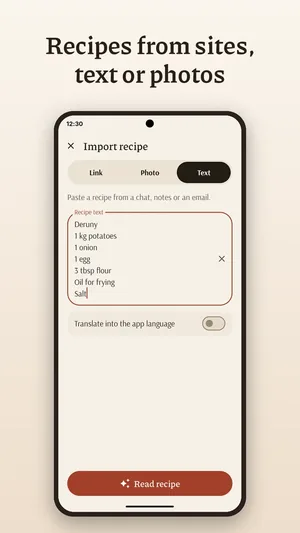 Recipes from sites,
text or photos
12:30
Import recipe
Link
Photo
Text
Paste a recipe from a chat, notes or an email.
Recipe text
Deruny
1 kg potatoes
1 onion
1 egg
3 tbsp flour
Oil for frying
Salt
Translate into the app language
Read recipe